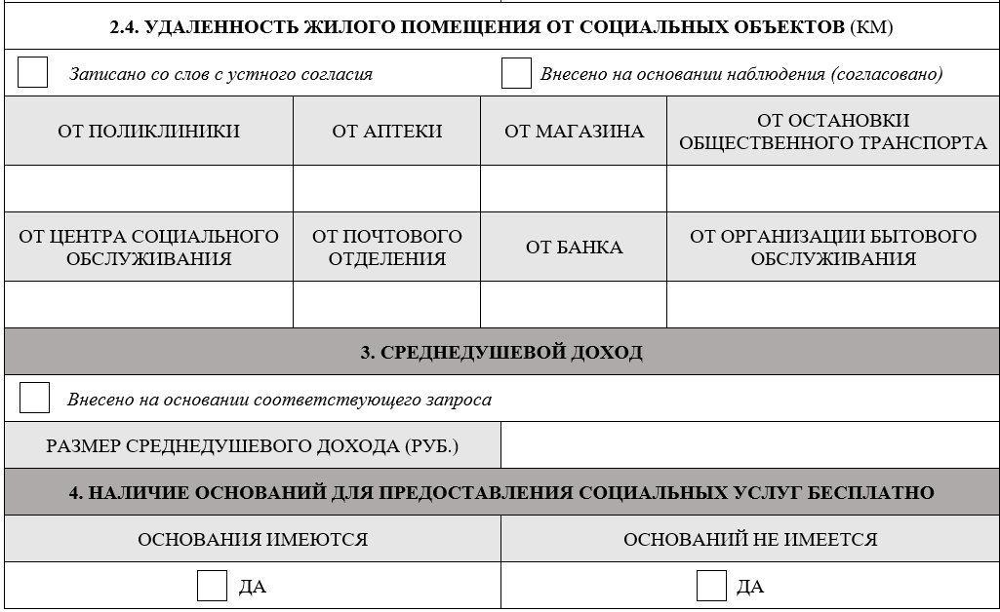 2.4. УДАЛЕННОСТЬ ЖИЛОГО ПОМЕЩЕНИЯ ОТ СОЦИАЛЬНЫХ ОБЪЕКТОВ (КМ)
Записано со слов с устного согласия
Внесено на основании наблюдения (согласовано)
ОТ ПОЛИКЛИНИКИ
ОТ АПТЕКИ
ОТ МАГАЗИНА
ОТ ОСТАНОВКИ
ОБЩЕСТВЕННОГО ТРАНСПОРТА
ОТ ЦЕНТРА СОЦИАЛЬНОГО
ОБСЛУЖИВАНИЯ
ОТ ПОЧТОВОГО
ОТДЕЛЕНИЯ
ОТ БАНКА
ОТ ОРГАНИЗАЦИИ БЫТОВОГО
ОБСЛУЖИВАНИЯ
3. СРЕДНЕДУШЕВОЙ ДОХОД
Внесено на основании соответствующего запроса
РАЗМЕР СРЕДНЕДУШЕВОГО ДОХОДА (РУБ.)
4. НАЛИЧИЕ ОСНОВАНИЙ ДЛЯ ПРЕДОСТАВЛЕНИЯ СОЦИАЛЬНЫХ УСЛУГ БЕСПЛАТНО
ОСНОВАНИЯ ИМЕЮТСЯ
ОСНОВАНИЙ НЕ ИМЕЕТСЯ
ДА
ДА